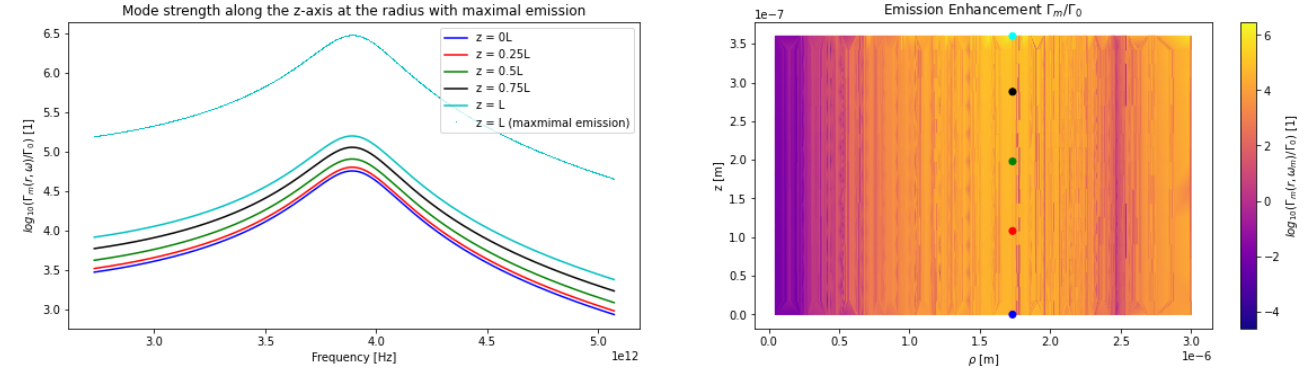 Mode strength along the z-axis at the radius with maximal emission
log₁₀(Γₘ(r, ω)/Γ₀) [1]
6.5
6.0
5.5
5.0
4.5
4.0
3.5
3.0
z = 0L
z = 0.25L
z = 0.5L
z = 0.75L
z = L
z = L (maxmimal emission)
3.0 3.5 4.0 4.5 5.0
1e12
Frequency [Hz]
Emission Enhancement Γₘ/Γ₀
1e-7
z [m]
3.5
3.0
2.5
2.0
1.5
1.0
0.5
0.0
0.0 0.5 1.0 1.5 2.0 2.5 3.0
1e-6
ρ [m]
6
4
2
0
−2
−4
log₁₀(Γₘ(r, ωₘ)/Γ₀) [1]